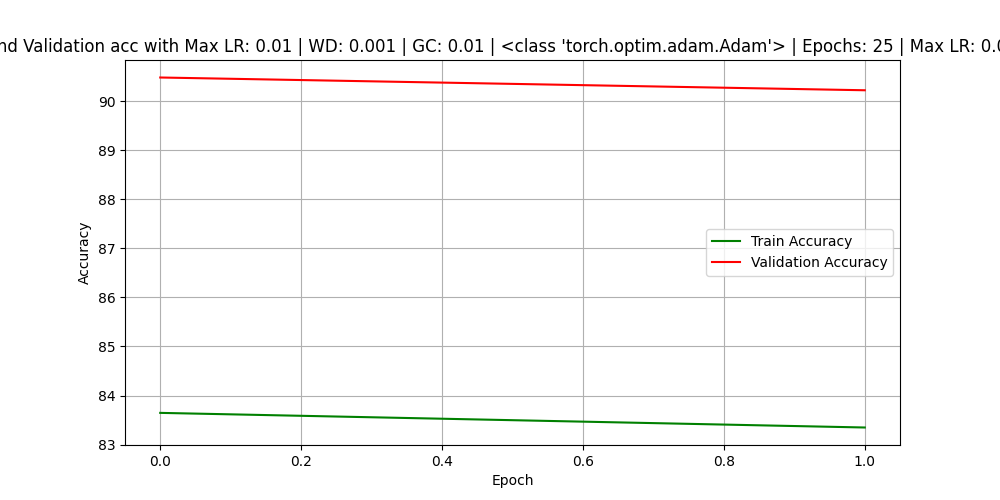 nd Validation acc with Max LR: 0.01 | WD: 0.001 | GC: 0.01 | <class 'torch.optim.adam.Adam'> | Epochs: 25 | Max LR: 0.0
90
89
88
87
86
85
84
83
Accuracy
Train Accuracy
Validation Accuracy
0.0 0.2 0.4 0.6 0.8 1.0
Epoch